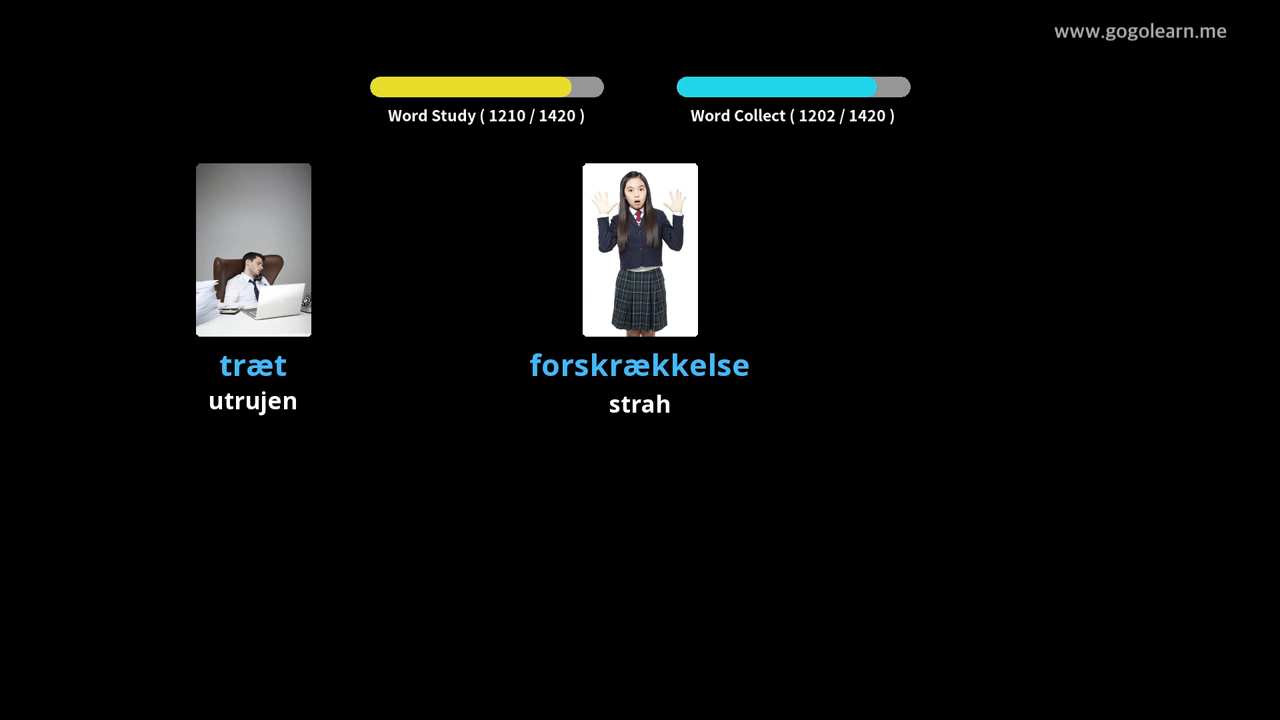 www.gogolearn.me
Word Study ( 1210 / 1420 )
Word Collect ( 1202 / 1420 )
træt
utrujen
forskrækkelse
strah